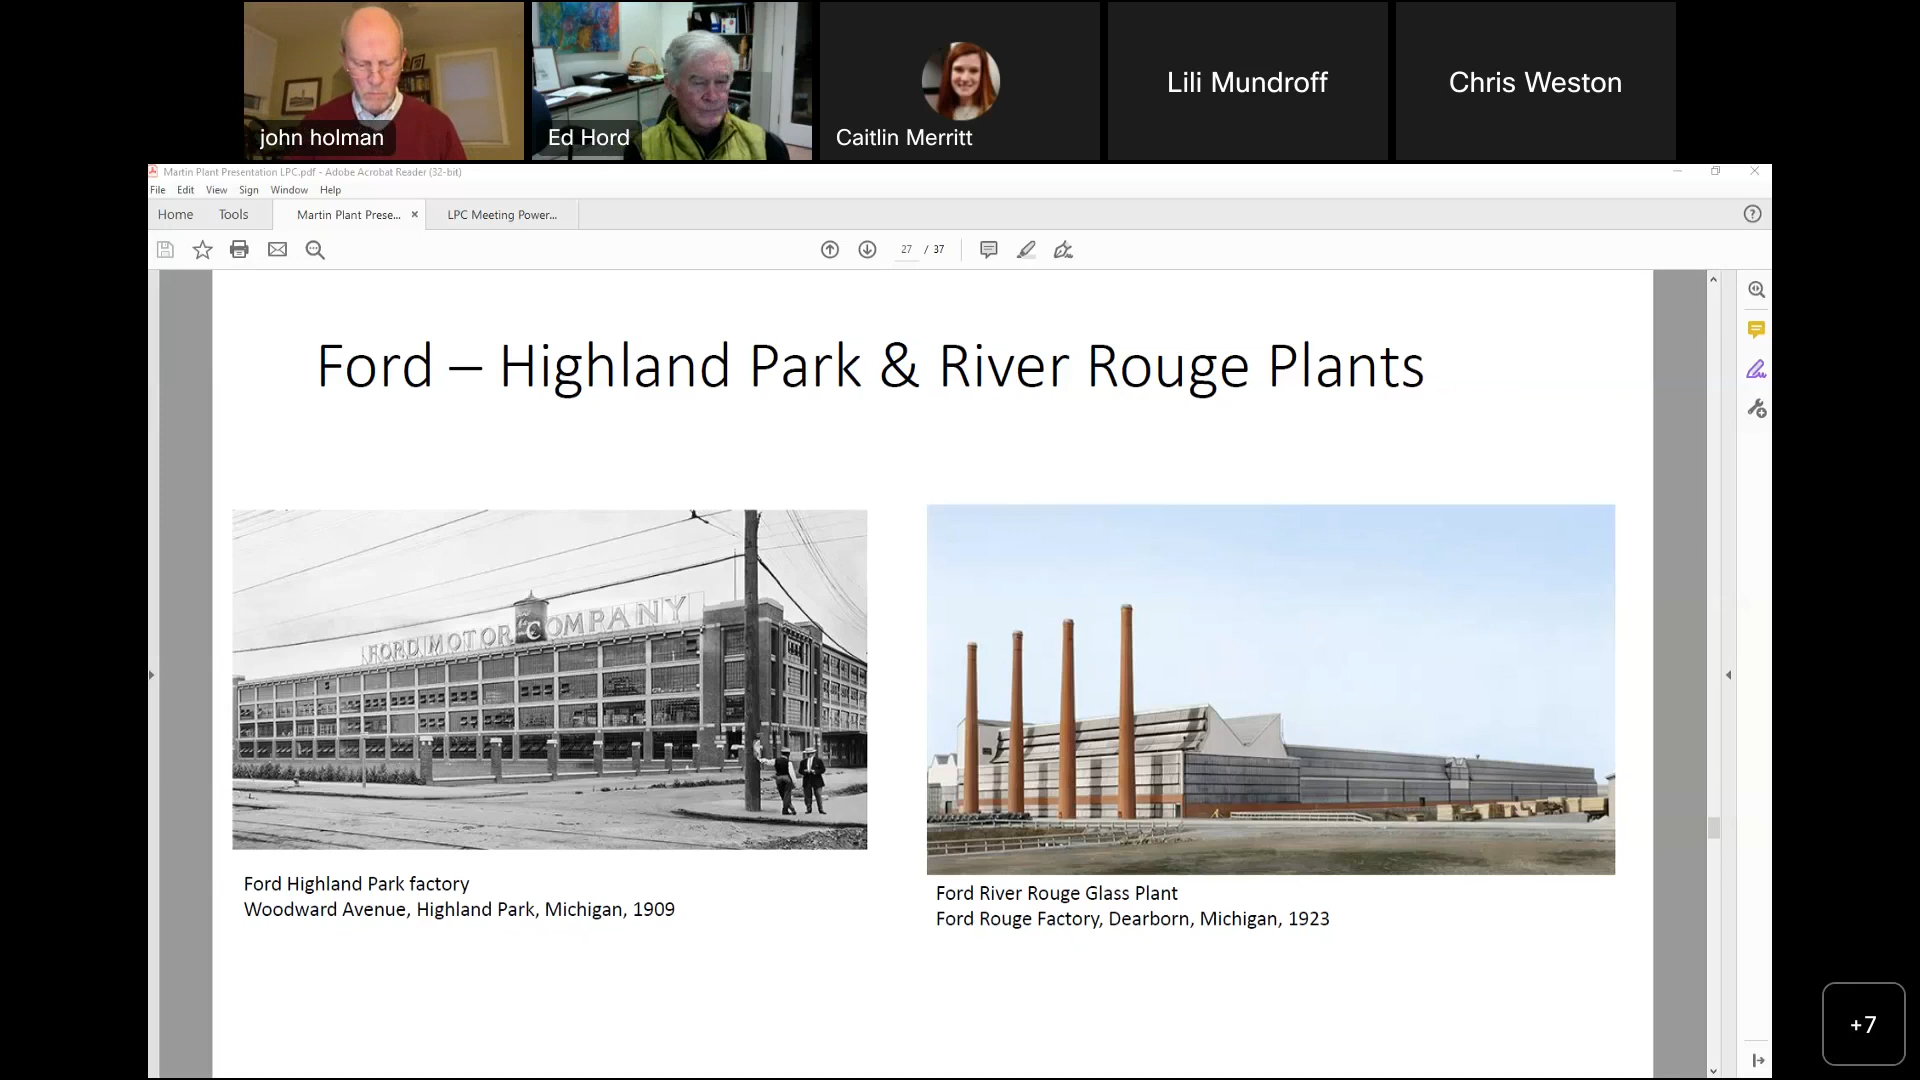 john holman
Ed Hord
Caitlin Merritt
Lili Mundroff
Chris Weston
Martin Plant Presentation LPC.pdf - Adobe Acrobat Reader (32-bit)
File Edit View Sign Window Help
Home Tools Martin Plant Prese... × LPC Meeting Power...
27 / 37
Ford – Highland Park & River Rouge Plants
FORD MOTOR COMPANY
Ford Highland Park factory
Woodward Avenue, Highland Park, Michigan, 1909
Ford River Rouge Glass Plant
Ford Rouge Factory, Dearborn, Michigan, 1923
+7